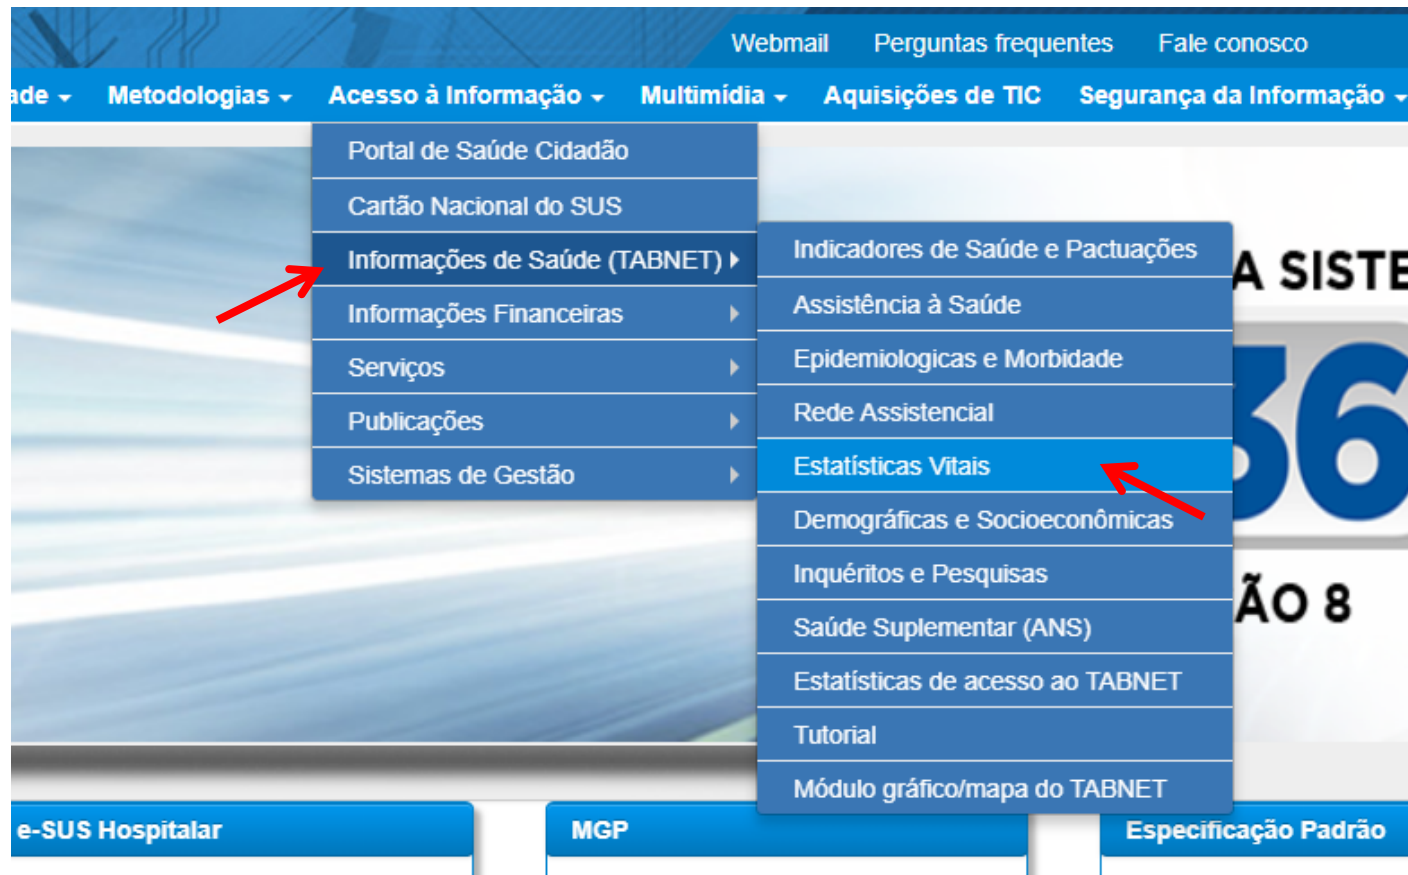 Webmail Perguntas frequentes Fale conosco
ade Metodologias Acesso à Informação Multimídia Aquisições de TIC Segurança da Informação
Portal de Saúde Cidadão
Cartão Nacional do SUS
Informações de Saúde (TABNET)
Informações Financeiras
Serviços
Publicações
Sistemas de Gestão
Indicadores de Saúde e Pactuações
Assistência à Saúde
Epidemiologicas e Morbidade
Rede Assistencial
Estatísticas Vitais
Demográficas e Socioeconômicas
Inquéritos e Pesquisas
Saúde Suplementar (ANS)
Estatísticas de acesso ao TABNET
Tutorial
Módulo gráfico/mapa do TABNET
A SISTE
36
ÃO 8
e-SUS Hospitalar
MGP
Especificação Padrão